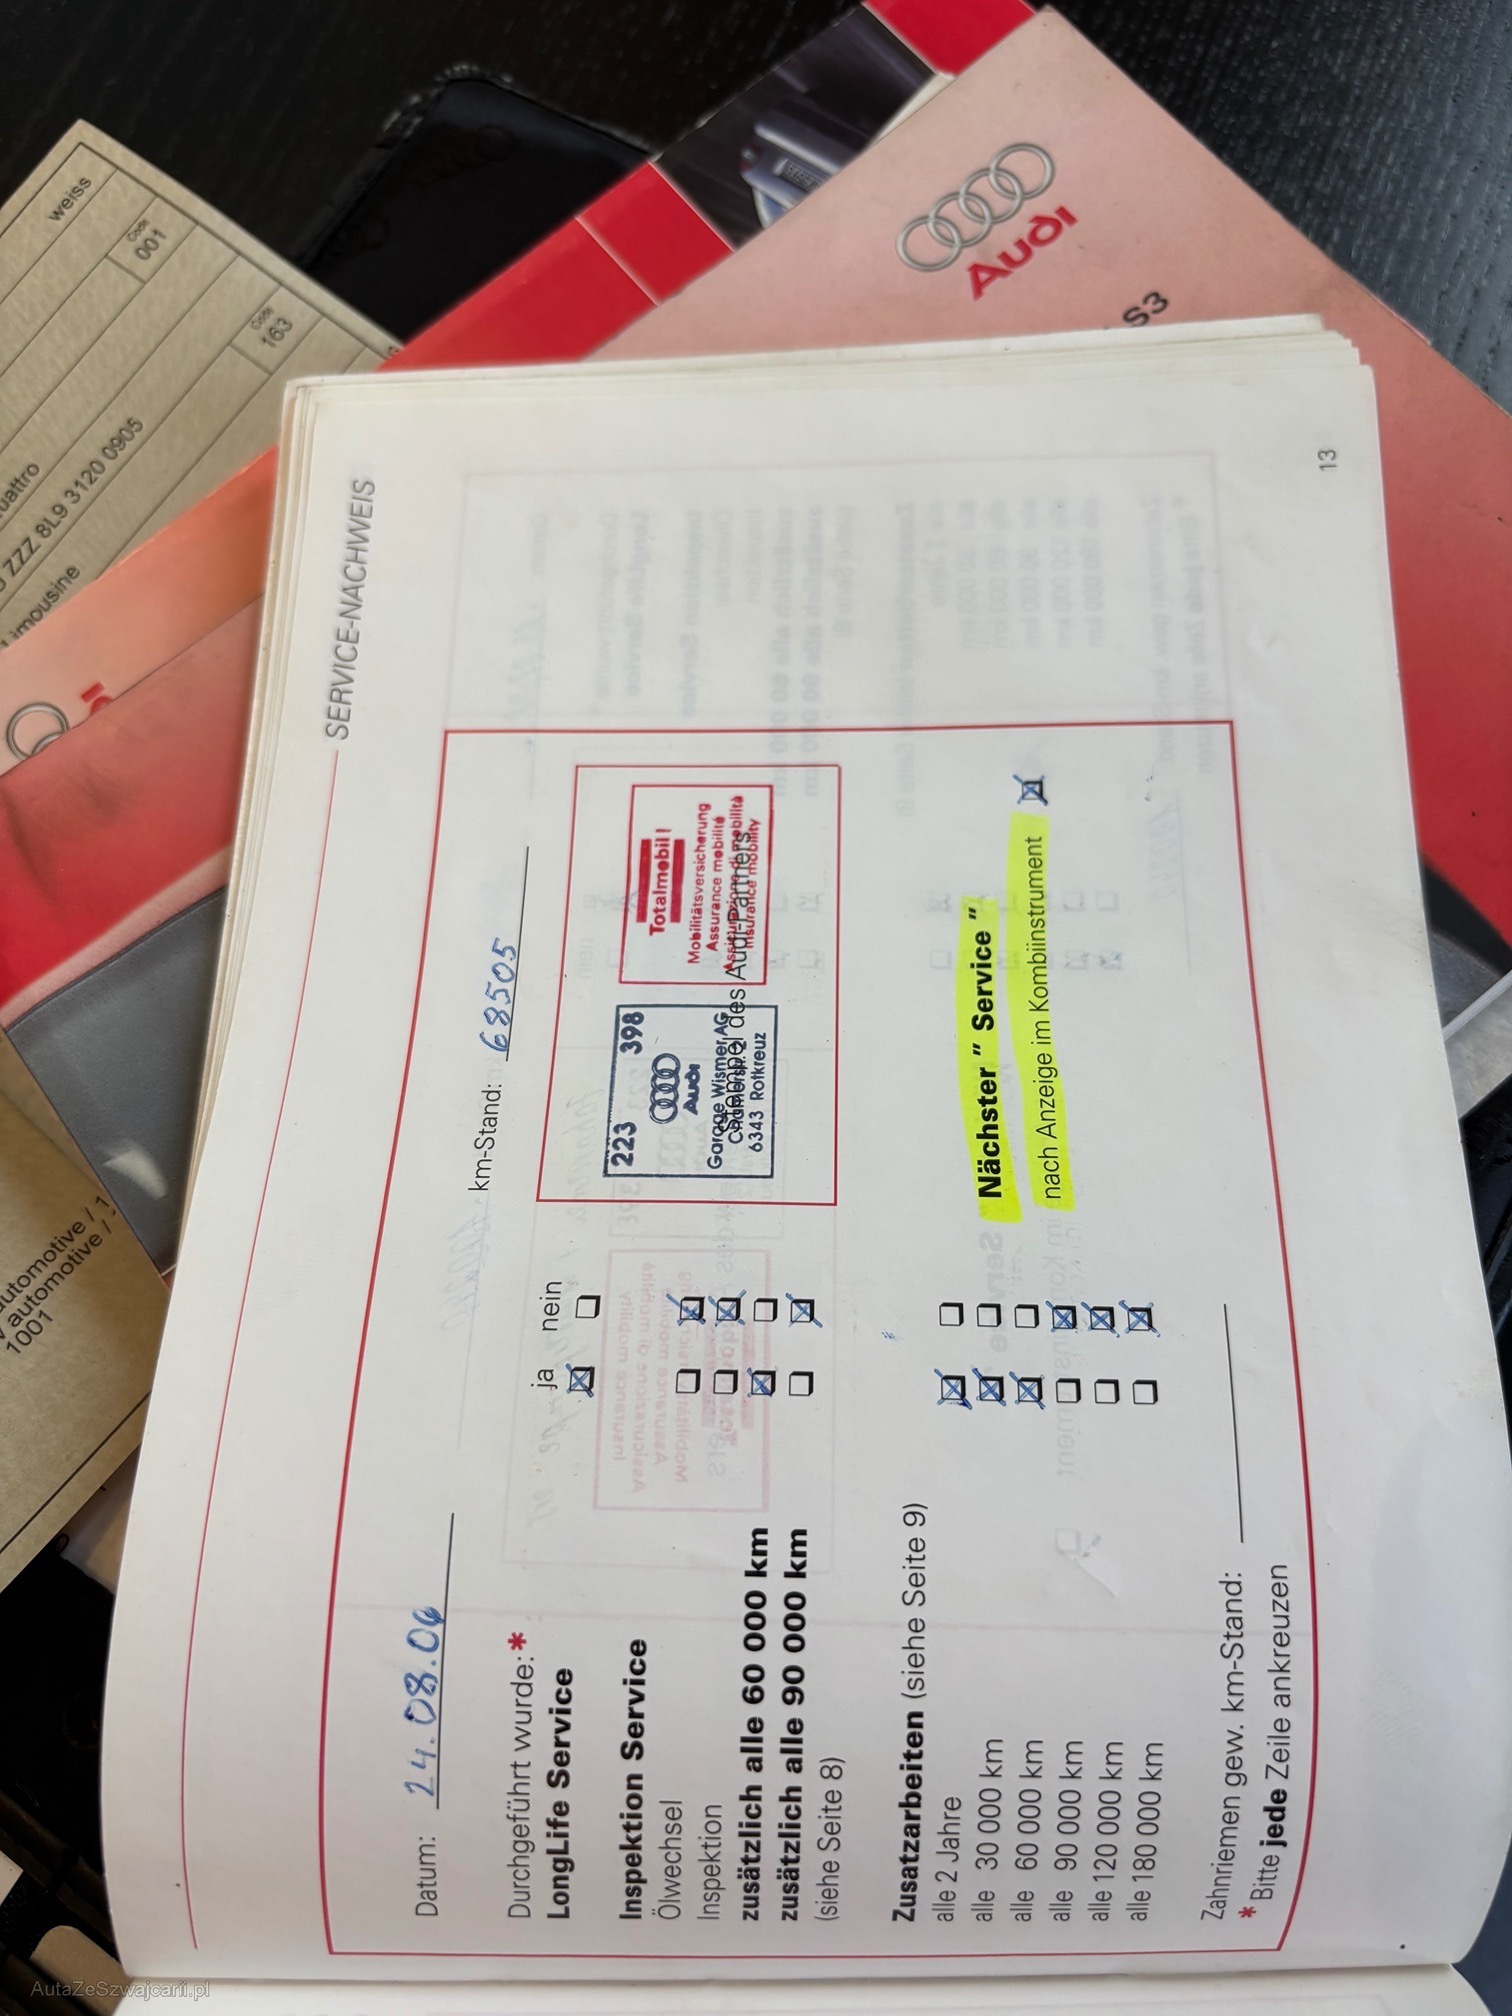 SERVICE-NACHWEIS
Datum: 24.08.06
km-Stand: 68505
Durchgeführt wurde:*
ja nein
LongLife Service
Inspektion Service
Ölwechsel
Inspektion
zusätzlich alle 60 000 km
zusätzlich alle 90 000 km
(siehe Seite 8)
223 398
Audi
Garage Wismer AG
6343 Rotkreuz
Totalmobil!
Mobilitätsversicherung
Assurance mobilité
Assicurazione di mobilità
Insurance mobility
Stempel des Audi-Partners
Zusatzarbeiten (siehe Seite 9)
alle 2 Jahre
alle 30 000 km
alle 60 000 km
alle 90 000 km
alle 120 000 km
alle 180 000 km
Nächster " Service "
nach Anzeige im Kombiinstrument
Zahnriemen gew. km-Stand:
* Bitte jede Zeile ankreuzen
13
Audi
S3
weiss
Code
001
Code
163
uattro
ZZZ 8L9 3120 0905
imousine
automotive / 1
automotive /
1001
AutaZeSzwajcarii.pl